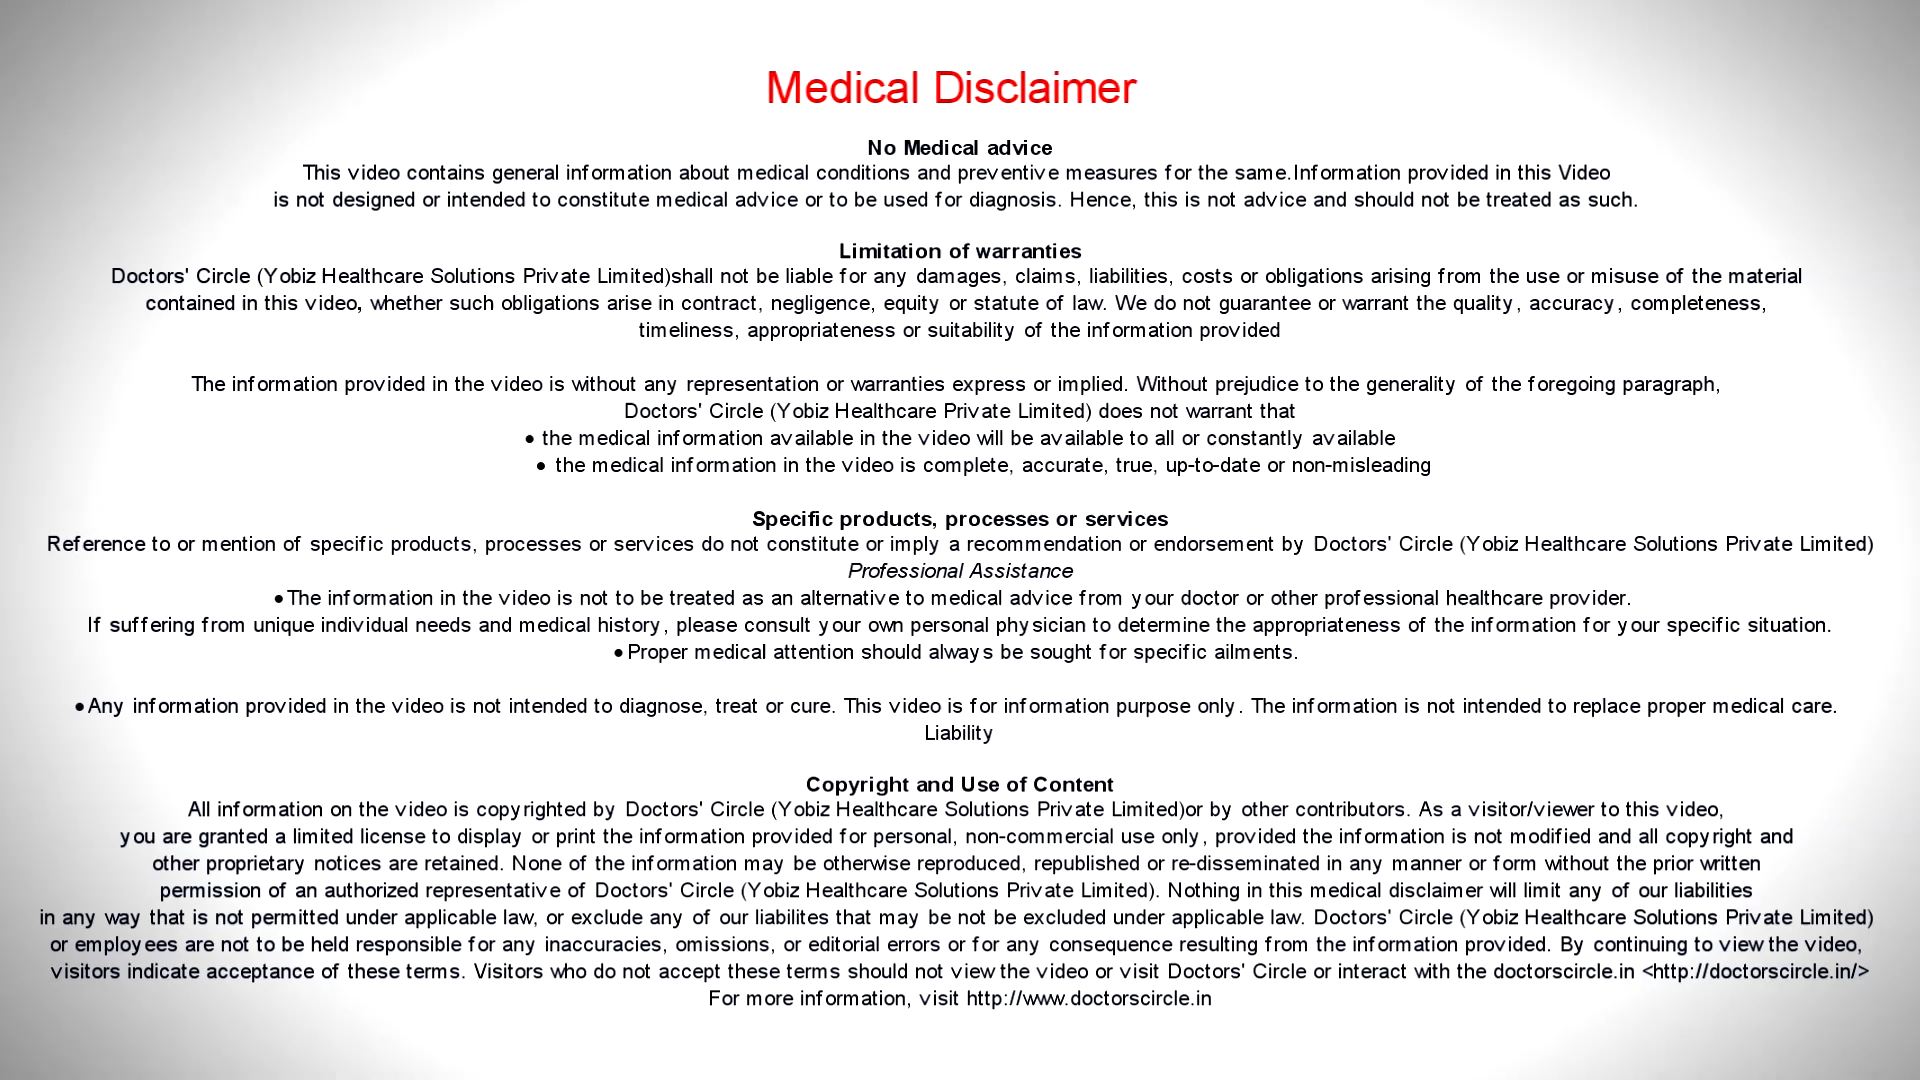 Medical Disclaimer
No Medical advice
This video contains general information about medical conditions and preventive measures for the same.Information provided in this Video
is not designed or intended to constitute medical advice or to be used for diagnosis. Hence, this is not advice and should not be treated as such.
Limitation of warranties
Doctors' Circle (Yobiz Healthcare Solutions Private Limited)shall not be liable for any damages, claims, liabilities, costs or obligations arising from the use or misuse of the material
contained in this video, whether such obligations arise in contract, negligence, equity or statute of law. We do not guarantee or warrant the quality, accuracy, completeness,
timeliness, appropriateness or suitability of the information provided
The information provided in the video is without any representation or warranties express or implied. Without prejudice to the generality of the foregoing paragraph,
Doctors' Circle (Yobiz Healthcare Private Limited) does not warrant that
• the medical information available in the video will be available to all or constantly available
• the medical information in the video is complete, accurate, true, up-to-date or non-misleading
Specific products, processes or services
Reference to or mention of specific products, processes or services do not constitute or imply a recommendation or endorsement by Doctors' Circle (Yobiz Healthcare Solutions Private Limited)
Professional Assistance
•The information in the video is not to be treated as an alternative to medical advice from your doctor or other professional healthcare provider.
If suffering from unique individual needs and medical history, please consult your own personal physician to determine the appropriateness of the information for your specific situation.
•Proper medical attention should always be sought for specific ailments.
•Any information provided in the video is not intended to diagnose, treat or cure. This video is for information purpose only. The information is not intended to replace proper medical care.
Liability
Copyright and Use of Content
All information on the video is copyrighted by Doctors' Circle (Yobiz Healthcare Solutions Private Limited)or by other contributors. As a visitor/viewer to this video,
you are granted a limited license to display or print the information provided for personal, non-commercial use only, provided the information is not modified and all copyright and
other proprietary notices are retained. None of the information may be otherwise reproduced, republished or re-disseminated in any manner or form without the prior written
permission of an authorized representative of Doctors' Circle (Yobiz Healthcare Solutions Private Limited). Nothing in this medical disclaimer will limit any of our liabilities
in any way that is not permitted under applicable law, or exclude any of our liabilites that may be not be excluded under applicable law. Doctors' Circle (Yobiz Healthcare Solutions Private Limited)
or employees are not to be held responsible for any inaccuracies, omissions, or editorial errors or for any consequence resulting from the information provided. By continuing to view the video,
visitors indicate acceptance of these terms. Visitors who do not accept these terms should not view the video or visit Doctors' Circle or interact with the doctorscircle.in <http://doctorscircle.in/>
For more information, visit http://www.doctorscircle.in